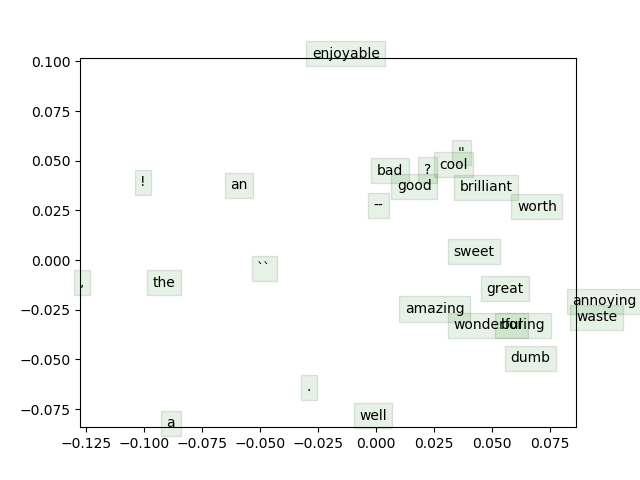 enjoyable
0.100
0.075
0.050
0.025
0.000
−0.025
−0.050
−0.075
"
bad ? cool
! an good brilliant
-- worth
sweet
``
, the great
amazing annoying
wonderful boring waste
dumb
.
a well
−0.125 −0.100 −0.075 −0.050 −0.025 0.000 0.025 0.050 0.075